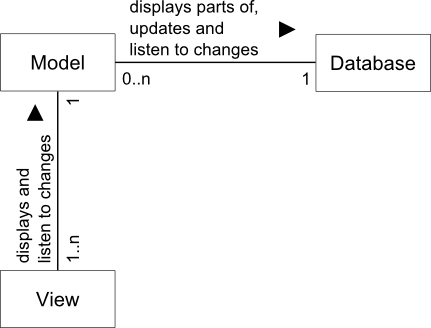 displays parts of,
updates and
listen to changes
Model
Database
0..n
1
1
displays and
listen to changes
1..n
View